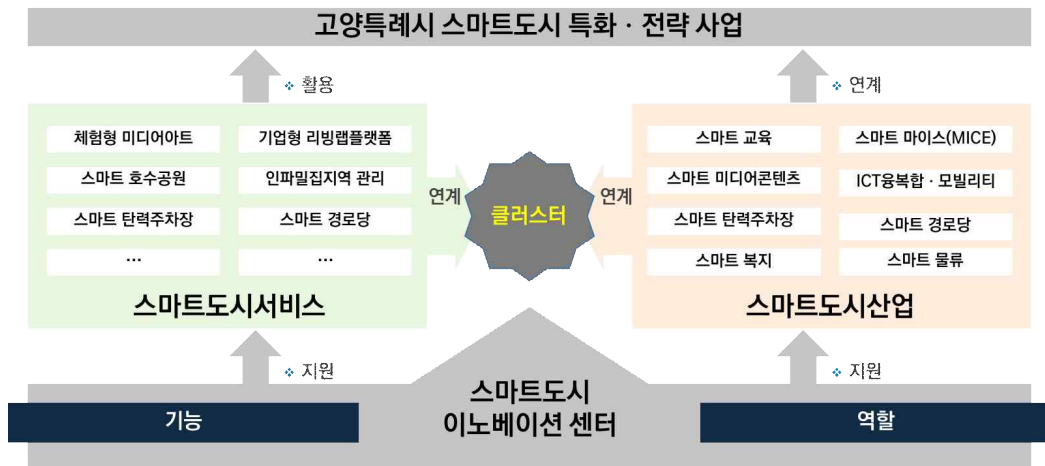 고양특례시 스마트도시 특화 · 전략 사업
❖ 활용
❖ 연계
체험형 미디어아트
기업형 리빙랩플랫폼
스마트 호수공원
인파밀집지역 관리
스마트 탄력주차장
스마트 경로당
...
...
스마트도시서비스
연계
클러스터
연계
스마트 교육
스마트 마이스(MICE)
스마트 미디어콘텐츠
ICT융복합 · 모빌리티
스마트 탄력주차장
스마트 경로당
스마트 복지
스마트 물류
스마트도시산업
❖ 지원
❖ 지원
기능
스마트도시
이노베이션 센터
역할